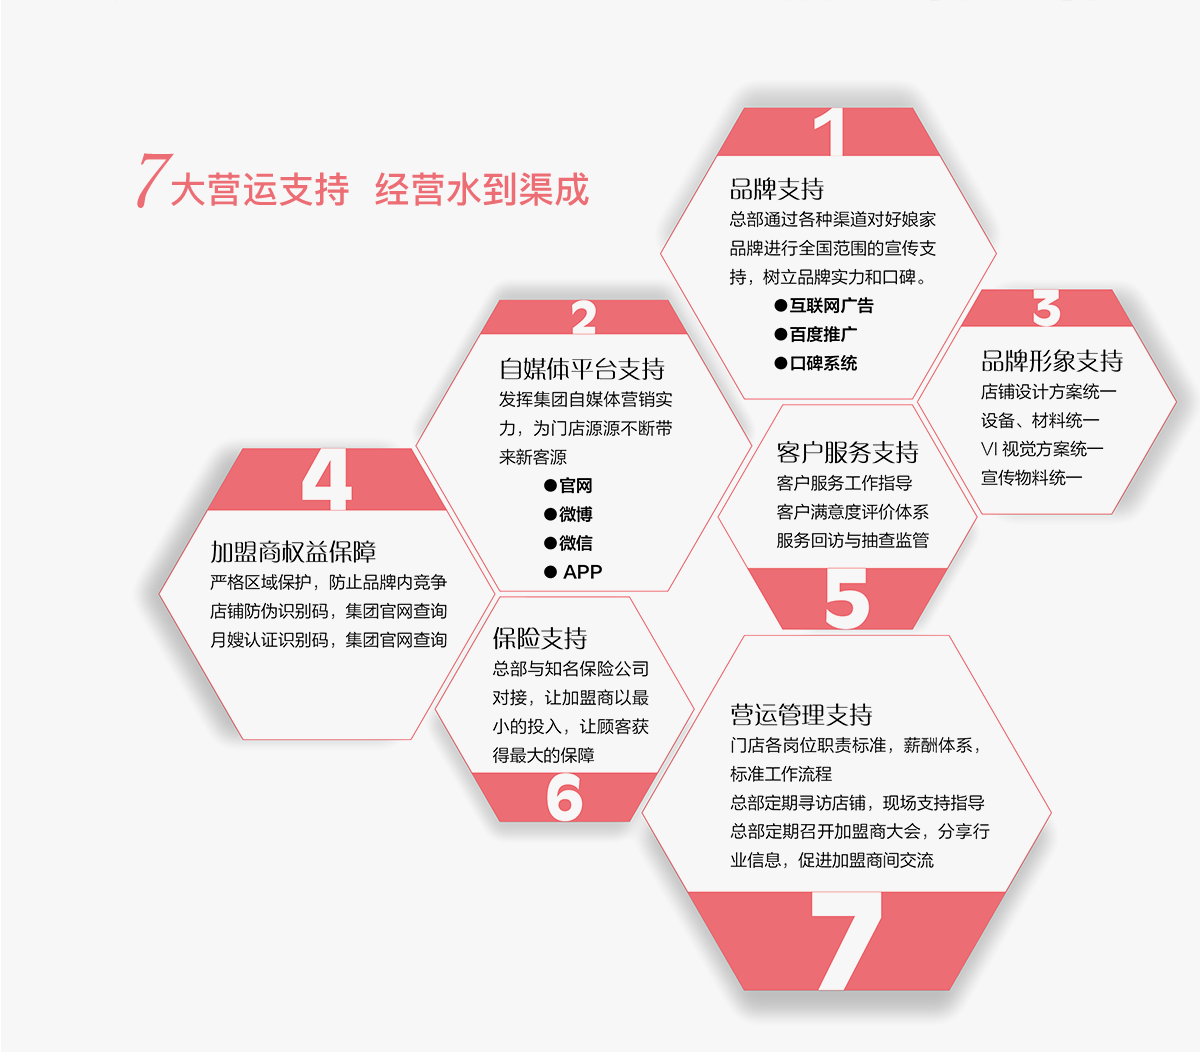 7大营运支持 经营水到渠成
1
品牌支持
总部通过各种渠道对好娘家
品牌进行全国范围的宣传支
持，树立品牌实力和口碑。
●互联网广告
●百度推广
●口碑系统
2
自媒体平台支持
发挥集团自媒体营销实
力，为门店源源不断带
来新客源
●官网
●微博
●微信
● APP
3
品牌形象支持
店铺设计方案统一
设备、材料统一
VI 视觉方案统一
宣传物料统一
4
加盟商权益保障
严格区域保护，防止品牌内竞争
店铺防伪识别码，集团官网查询
月嫂认证识别码，集团官网查询
客户服务支持
客户服务工作指导
客户满意度评价体系
服务回访与抽查监管
5
保险支持
总部与知名保险公司
对接，让加盟商以最
小的投入，让顾客获
得最大的保障
6
营运管理支持
门店各岗位职责标准，薪酬体系，
标准工作流程
总部定期寻访店铺，现场支持指导
总部定期召开加盟商大会，分享行
业信息，促进加盟商间交流
7